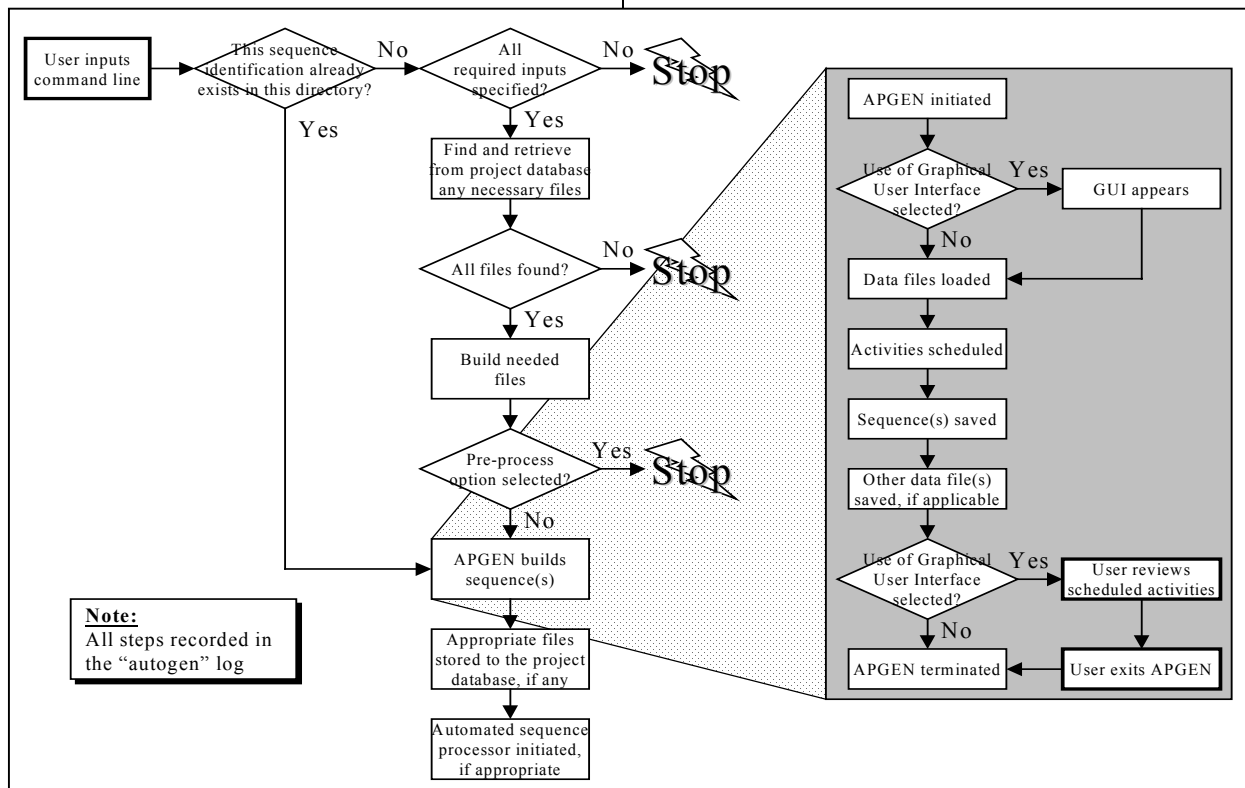 User inputs
command line
This sequence
identification already
exists in this directory?
No
Yes
All
required inputs
specified?
No
Stop
Yes
Find and retrieve
from project database
any necessary files
All files found?
No
Stop
Yes
Build needed
files
Pre-process
option selected?
Yes
Stop
No
APGEN builds
sequence(s)
Appropriate files
stored to the project
database, if any
Automated sequence
processor initiated,
if appropriate
Note:
All steps recorded in
the “autogen” log
APGEN initiated
Use of Graphical
User Interface
selected?
Yes
GUI appears
No
Data files loaded
Activities scheduled
Sequence(s) saved
Other data file(s)
saved, if applicable
Use of Graphical
User Interface
selected?
Yes
User reviews
scheduled activities
No
APGEN terminated
User exits APGEN